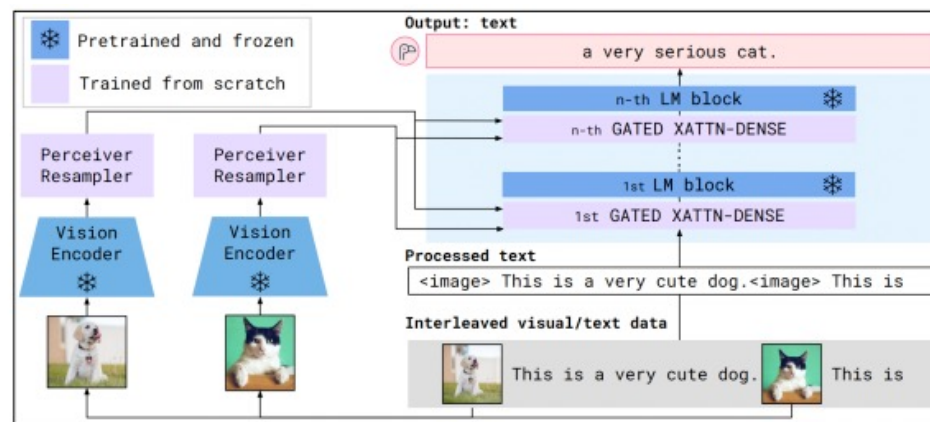 Pretrained and frozen
Trained from scratch
Output: text
a very serious cat.
n-th LM block
n-th GATED XATTN-DENSE
1st LM block
1st GATED XATTN-DENSE
Perceiver
Resampler
Perceiver
Resampler
Vision
Encoder
Vision
Encoder
Processed text
<image> This is a very cute dog.<image> This is
Interleaved visual/text data
This is a very cute dog.
This is